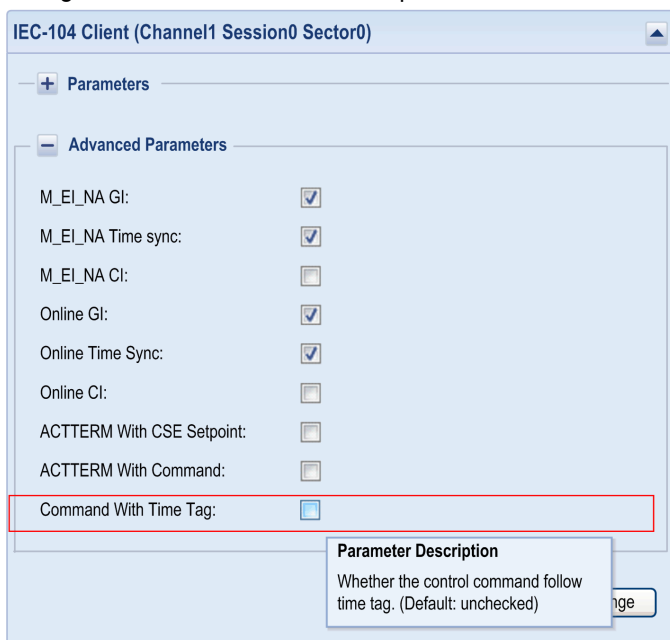 IEC-104 Client (Channel1 Session0 Sector0)
Parameters
Advanced Parameters
M_EI_NA GI:
M_EI_NA Time sync:
M_EI_NA CI:
Online GI:
Online Time Sync:
Online CI:
ACTTERM With CSE Setpoint:
ACTTERM With Command:
Command With Time Tag:
Parameter Description
Whether the control command follow
time tag. (Default: unchecked)
nge